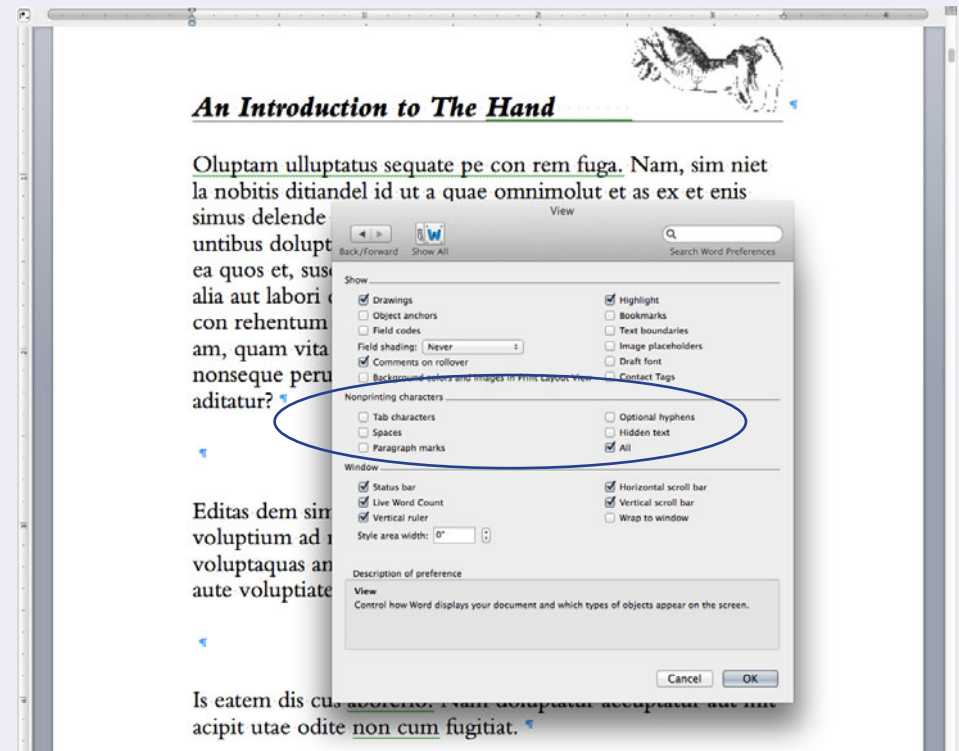 An Introduction to The Hand ¶
Oluptam ulluptatus sequate pe con rem fuga. Nam, sim niet
la nobitis ditiandel id ut a quae omnimolut et as ex et enis
simus delende
untibus dolupt
ea quos et, suse
alia aut labori
con rehentum
am, quam vita
nonseque peru
aditatur? ¶
¶
Editas dem sim
voluptium ad
voluptaquas an
aute voluptiate
¶
Is eatem dis cus aborerio. Nam doluptatur accuptatur aut mit
acipit utae odite non cum fugitiat. ¶
View
Back/Forward Show All Search Word Preferences
Show
Drawings Highlight
Object anchors Bookmarks
Field codes Text boundaries
Field shading: Never Image placeholders
Comments on rollover Draft font
Background colors and images in Print Layout View Contact Tags
Nonprinting characters
Tab characters Optional hyphens
Spaces Hidden text
Paragraph marks All
Window
Status bar Horizontal scroll bar
Live Word Count Vertical scroll bar
Vertical ruler Wrap to window
Style area width: 0"
Description of preference
View
Control how Word displays your document and which types of objects appear on the screen.
Cancel OK